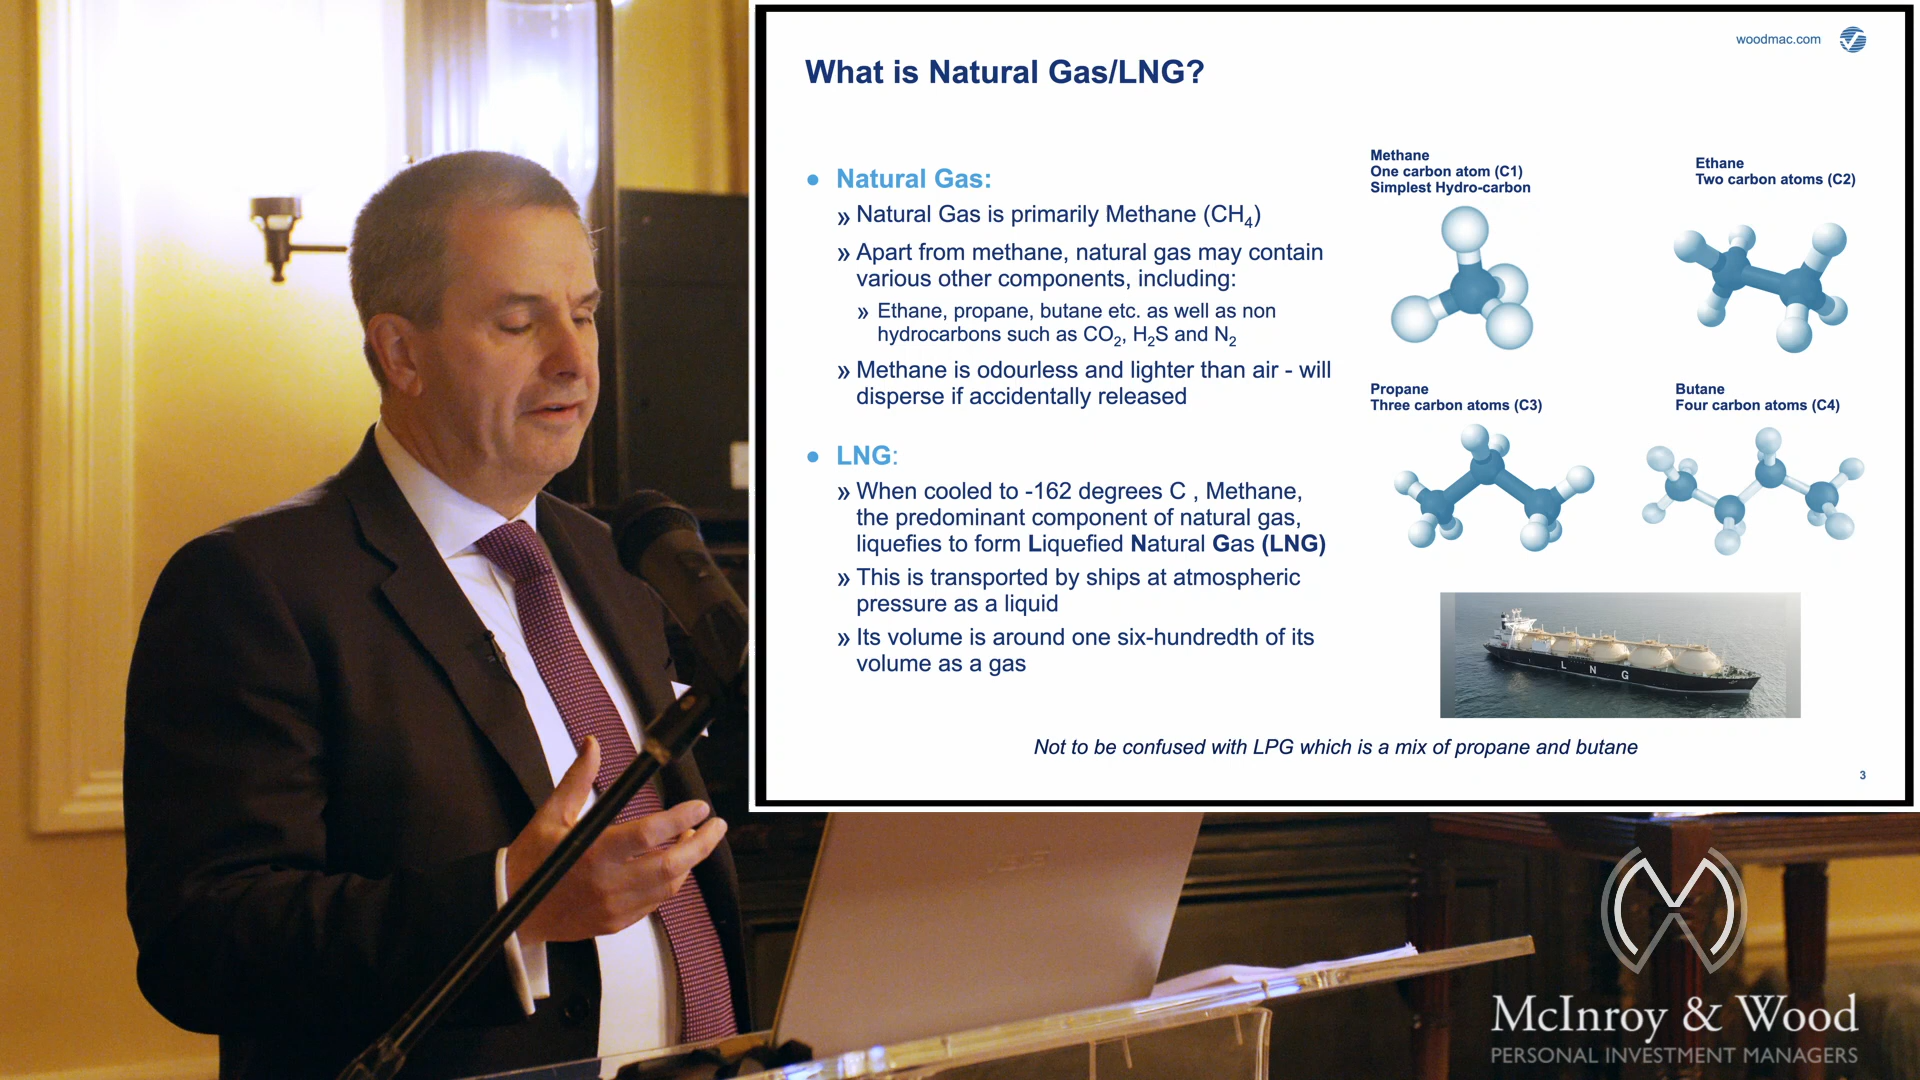 woodmac.com
What is Natural Gas/LNG?
● Natural Gas:
» Natural Gas is primarily Methane (CH₄)
» Apart from methane, natural gas may contain
various other components, including:
» Ethane, propane, butane etc. as well as non
hydrocarbons such as CO₂, H₂S and N₂
» Methane is odourless and lighter than air - will
disperse if accidentally released
● LNG:
» When cooled to -162 degrees C , Methane,
the predominant component of natural gas,
liquefies to form Liquefied Natural Gas (LNG)
» This is transported by ships at atmospheric
pressure as a liquid
» Its volume is around one six-hundredth of its
volume as a gas
Methane
One carbon atom (C1)
Simplest Hydro-carbon
Ethane
Two carbon atoms (C2)
Propane
Three carbon atoms (C3)
Butane
Four carbon atoms (C4)
L N G
Not to be confused with LPG which is a mix of propane and butane
3
ASUS
McInroy & Wood
PERSONAL INVESTMENT MANAGERS